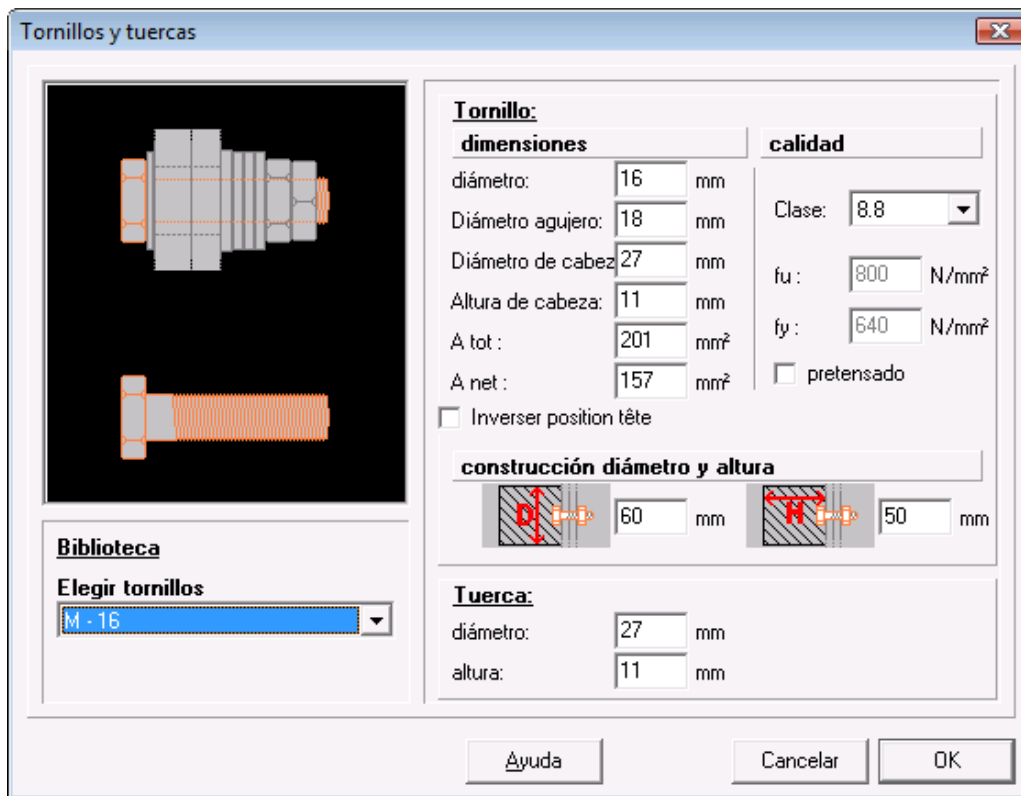 Tornillos y tuercas
Tornillo:
dimensiones
diámetro: 16 mm
Diámetro agujero: 18 mm
Diámetro de cabez 27 mm
Altura de cabeza: 11 mm
A tot : 201 mm²
A net : 157 mm²
Inverser position tête
calidad
Clase: 8.8
fu : 800 N/mm²
fy : 640 N/mm²
pretensado
construcción diámetro y altura
D 60 mm H 50 mm
Biblioteca
Elegir tornillos
M - 16
Tuerca:
diámetro: 27 mm
altura: 11 mm
Ayuda Cancelar OK